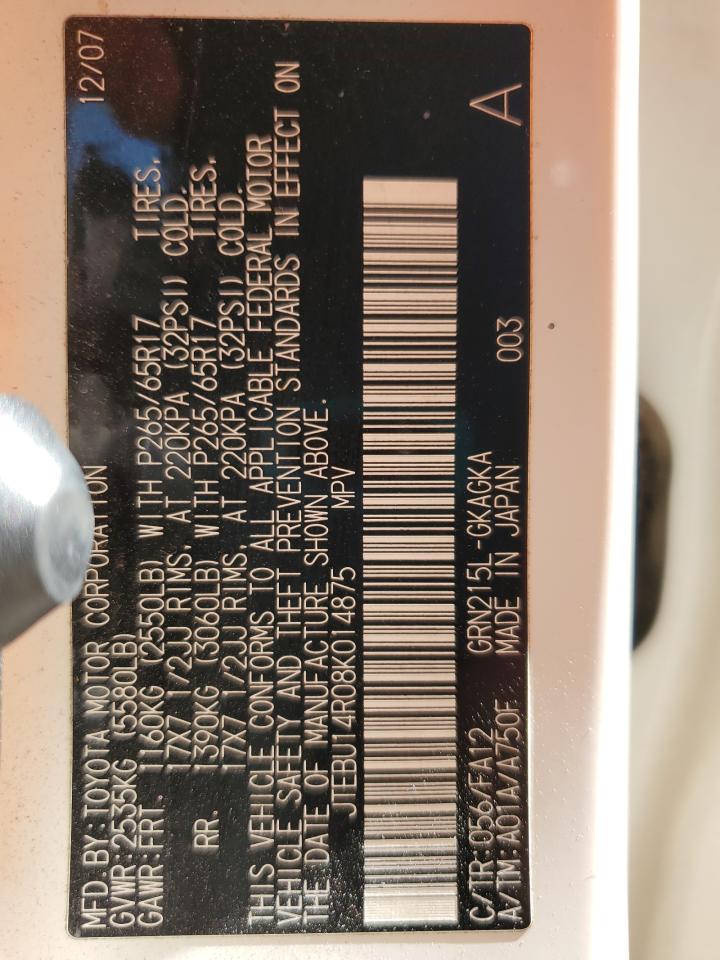 MFD. BY: TOYOTA MOTOR CORPORATION 12/07
GVWR: 2535KG (5580LB)
GAWR: FRT. 1160KG (2550LB) WITH P265/65R17 TIRES,
17X7 1/2JJ RIMS, AT 220KPA (32PSI) COLD.
RR. 1390KG (3060LB) WITH P265/65R17 TIRES.
17X7 1/2JJ RIMS, AT 220KPA (32PSI) COLD.
THIS VEHICLE CONFORMS TO ALL APPLICABLE FEDERAL MOTOR
VEHICLE SAFETY AND THEFT PREVENTION STANDARDS IN EFFECT ON
THE DATE OF MANUFACTURE SHOWN ABOVE.
JTEBU14R08K014875 MPV
C/TR: 056/FA12 GRN215L-GKAGKA
A/TM: A01A/A750F MADE IN JAPAN 003 A